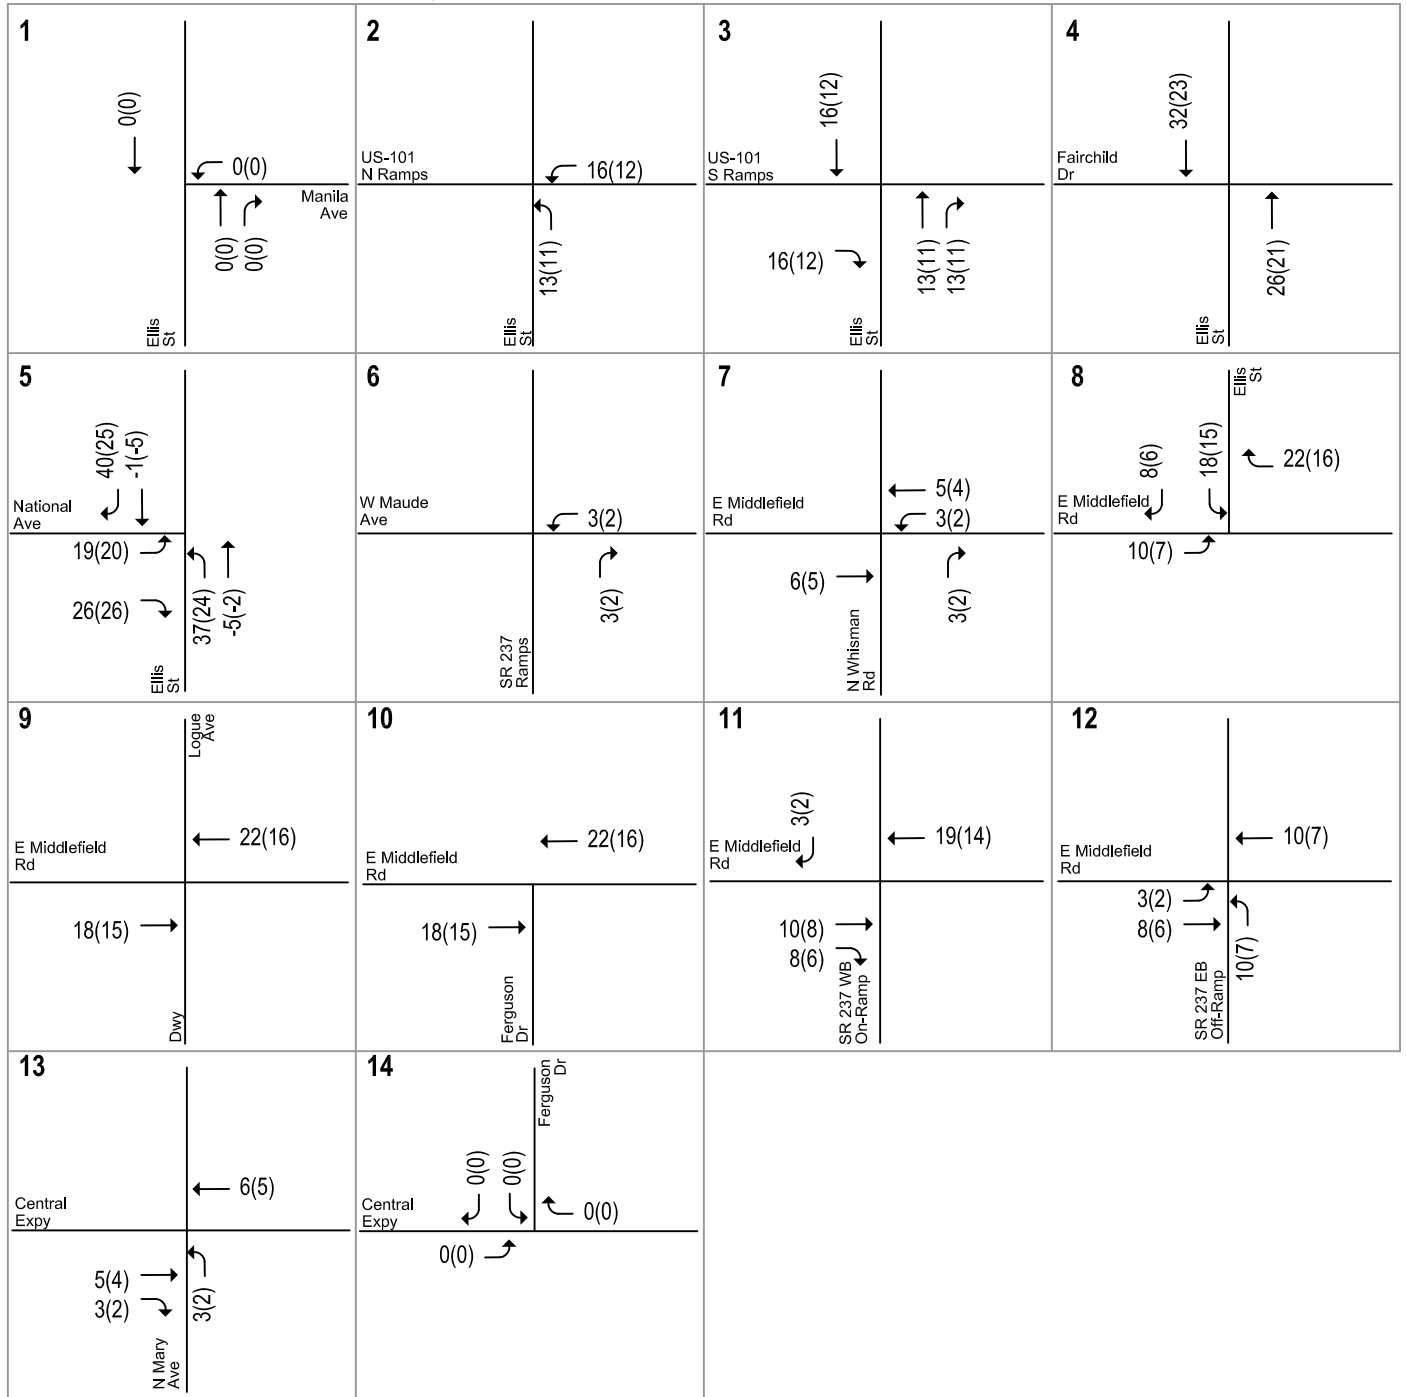 1
0(0)
0(0)
Manila
Ave
0(0)
0(0)
Ellis
St
2
US-101
N Ramps
16(12)
13(11)
Ellis
St
3
16(12)
US-101
S Ramps
16(12)
13(11)
13(11)
Ellis
St
4
32(23)
Fairchild
Dr
26(21)
Ellis
St
5
40(25)
-1(-5)
National
Ave
19(20)
26(26)
37(24)
-5(-2)
Ellis
St
6
W Maude
Ave
3(2)
3(2)
SR 237
Ramps
7
E Middlefield
Rd
5(4)
3(2)
6(5)
3(2)
N Whisman
Rd
8
Ellis
St
8(6)
18(15)
22(16)
E Middlefield
Rd
10(7)
9
Logue
Ave
22(16)
E Middlefield
Rd
18(15)
Dwy
10
22(16)
E Middlefield
Rd
18(15)
Ferguson
Dr
11
3(2)
19(14)
E Middlefield
Rd
10(8)
8(6)
SR 237 WB
On-Ramp
12
10(7)
E Middlefield
Rd
3(2)
8(6)
10(7)
SR 237 EB
Off-Ramp
13
6(5)
Central
Expy
5(4)
3(2)
3(2)
N Mary
Ave
14
Ferguson
Dr
0(0)
0(0)
0(0)
Central
Expy
0(0)